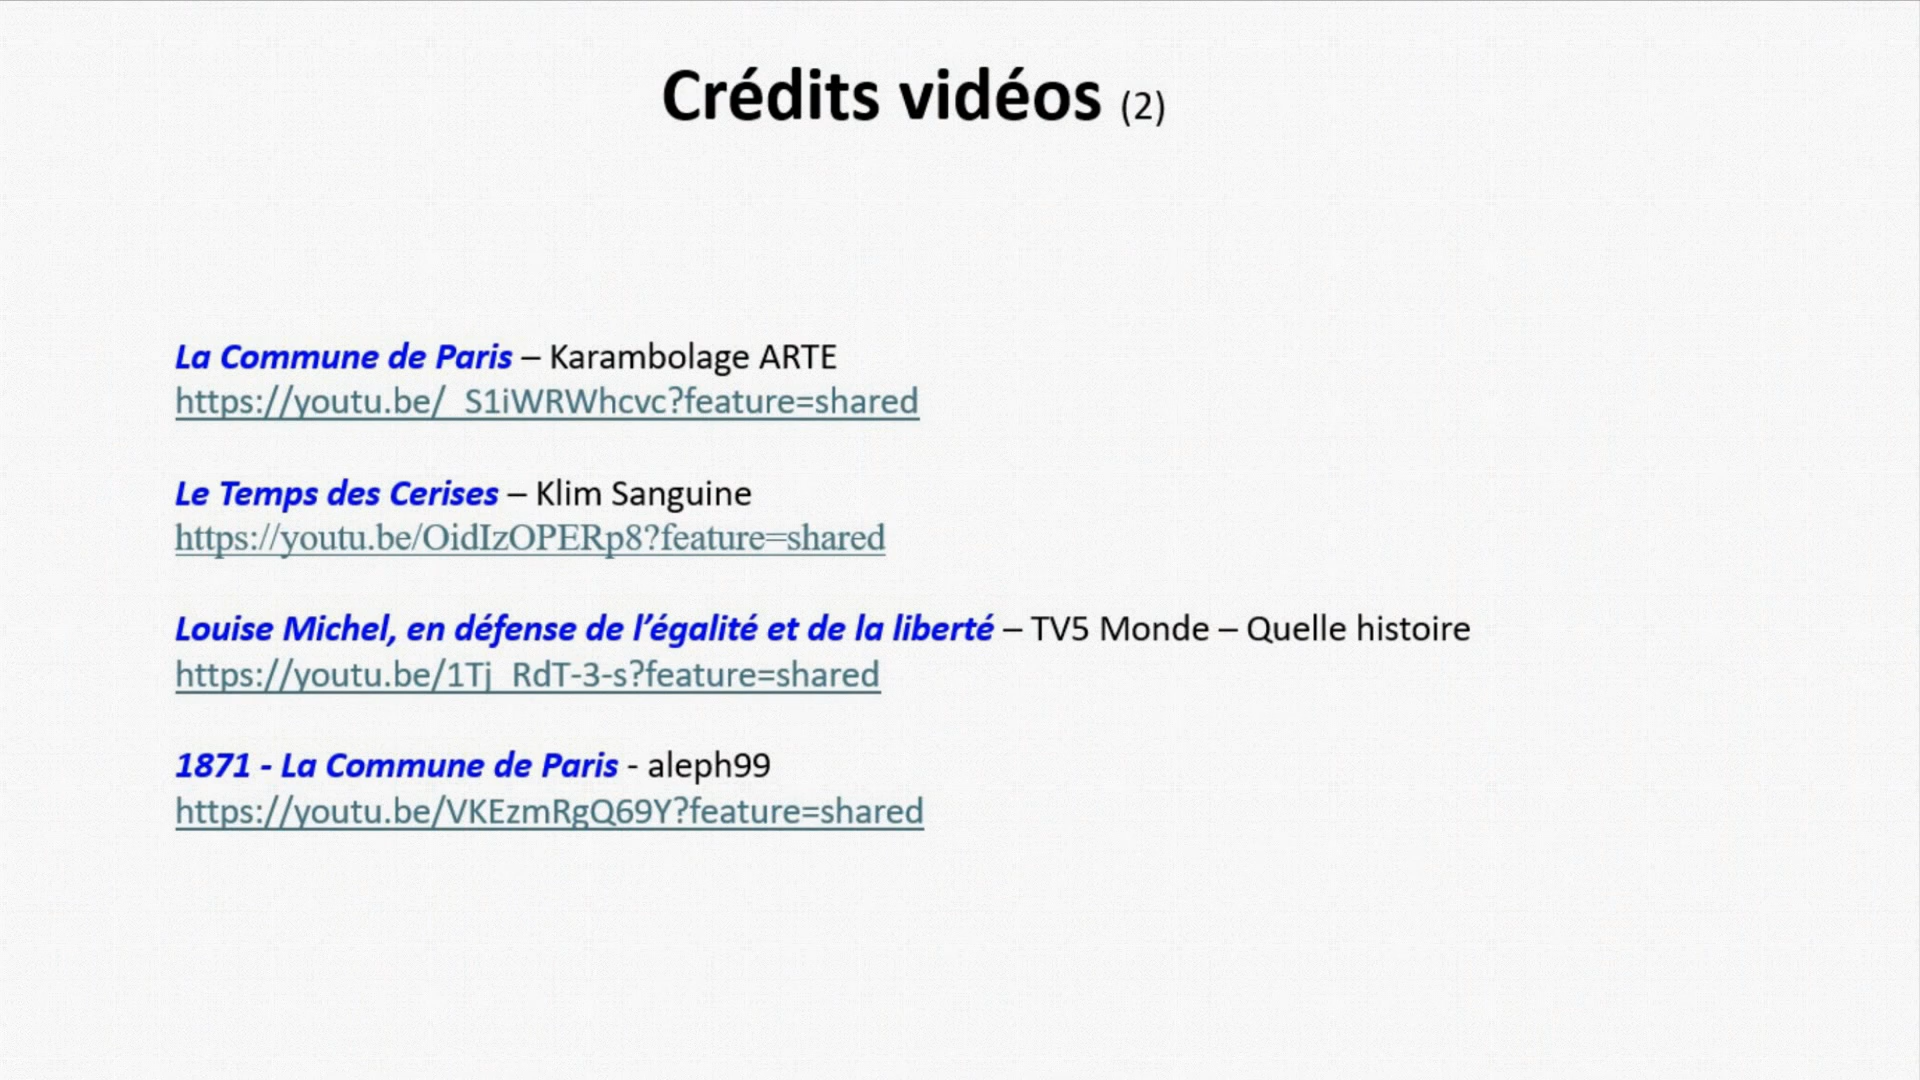 Crédits vidéos (2)
La Commune de Paris – Karambolage ARTE
https://youtu.be/_S1iWRWhcvc?feature=shared
Le Temps des Cerises – Klim Sanguine
https://youtu.be/OidIzOPERp8?feature=shared
Louise Michel, en défense de l’égalité et de la liberté – TV5 Monde – Quelle histoire
https://youtu.be/1Tj_RdT-3-s?feature=shared
1871 - La Commune de Paris - aleph99
https://youtu.be/VKEzmRgQ69Y?feature=shared